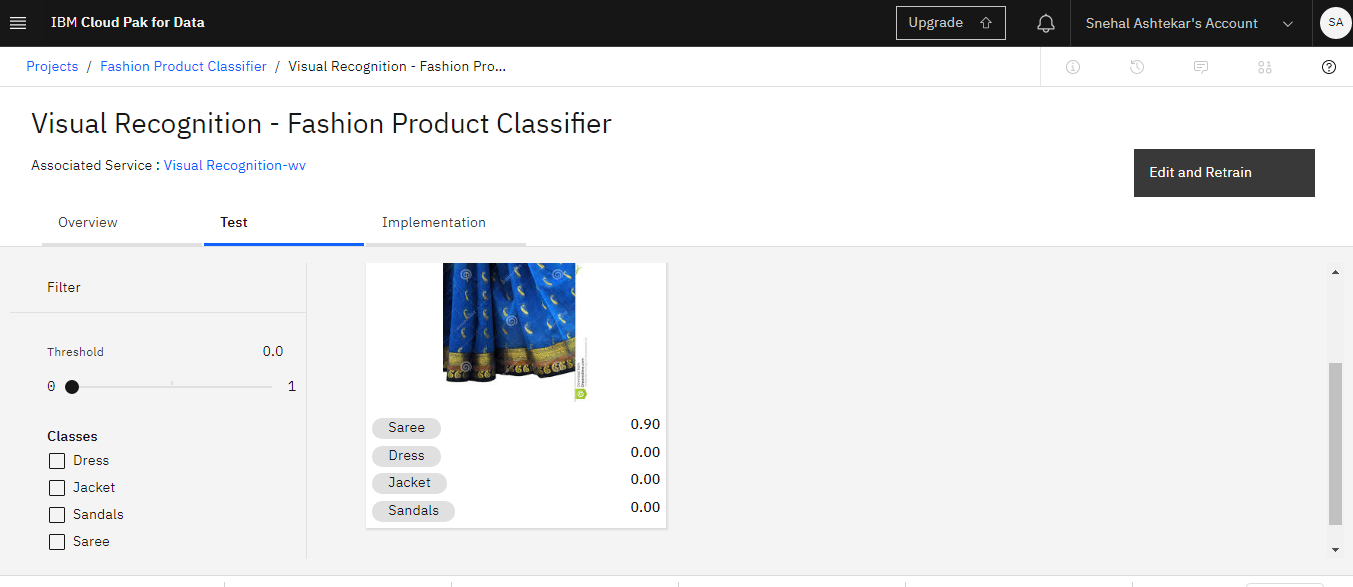 IBM Cloud Pak for Data
Upgrade
Snehal Ashtekar's Account
SA
Projects / Fashion Product Classifier / Visual Recognition - Fashion Pro...
Visual Recognition - Fashion Product Classifier
Associated Service : Visual Recognition-wv
Edit and Retrain
Overview
Test
Implementation
Filter
Threshold 0.0
0 1
Classes
Dress
Jacket
Sandals
Saree
Saree 0.90
Dress 0.00
Jacket 0.00
Sandals 0.00